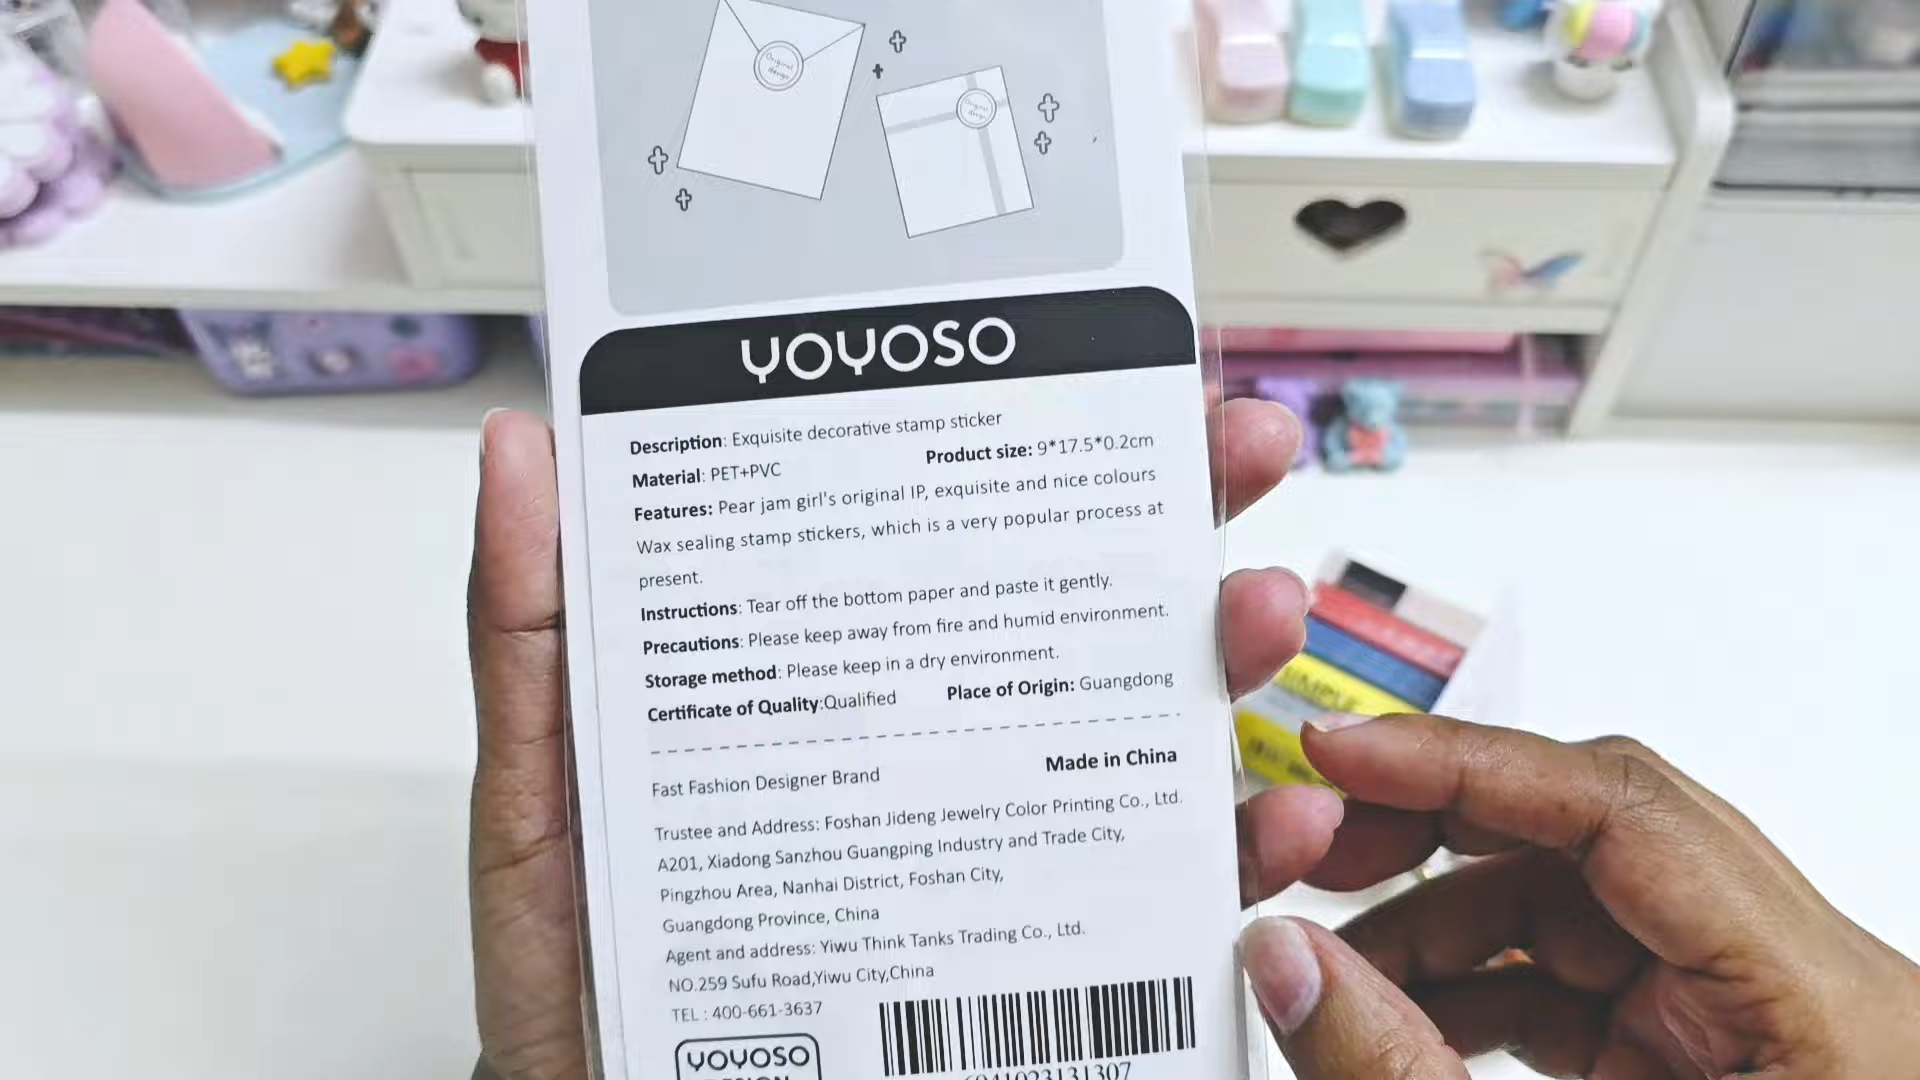 Original
design
Original
design
YOYOSO
Description: Exquisite decorative stamp sticker
Material: PET+PVC
Product size: 9*17.5*0.2cm
Features: Pear jam girl's original IP, exquisite and nice colours
Wax sealing stamp stickers, which is a very popular process at
present.
Instructions: Tear off the bottom paper and paste it gently.
Precautions: Please keep away from fire and humid environment.
Storage method: Please keep in a dry environment.
Certificate of Quality:Qualified
Place of Origin: Guangdong
Fast Fashion Designer Brand
Made in China
Trustee and Address: Foshan Jideng Jewelry Color Printing Co., Ltd.
A201, Xiadong Sanzhou Guangping Industry and Trade City,
Pingzhou Area, Nanhai District, Foshan City,
Guangdong Province, China
Agent and address: Yiwu Think Tanks Trading Co., Ltd.
NO.259 Sufu Road,Yiwu City,China
TEL : 400-661-3637
YOYOSO
DESIGN
6941023131307